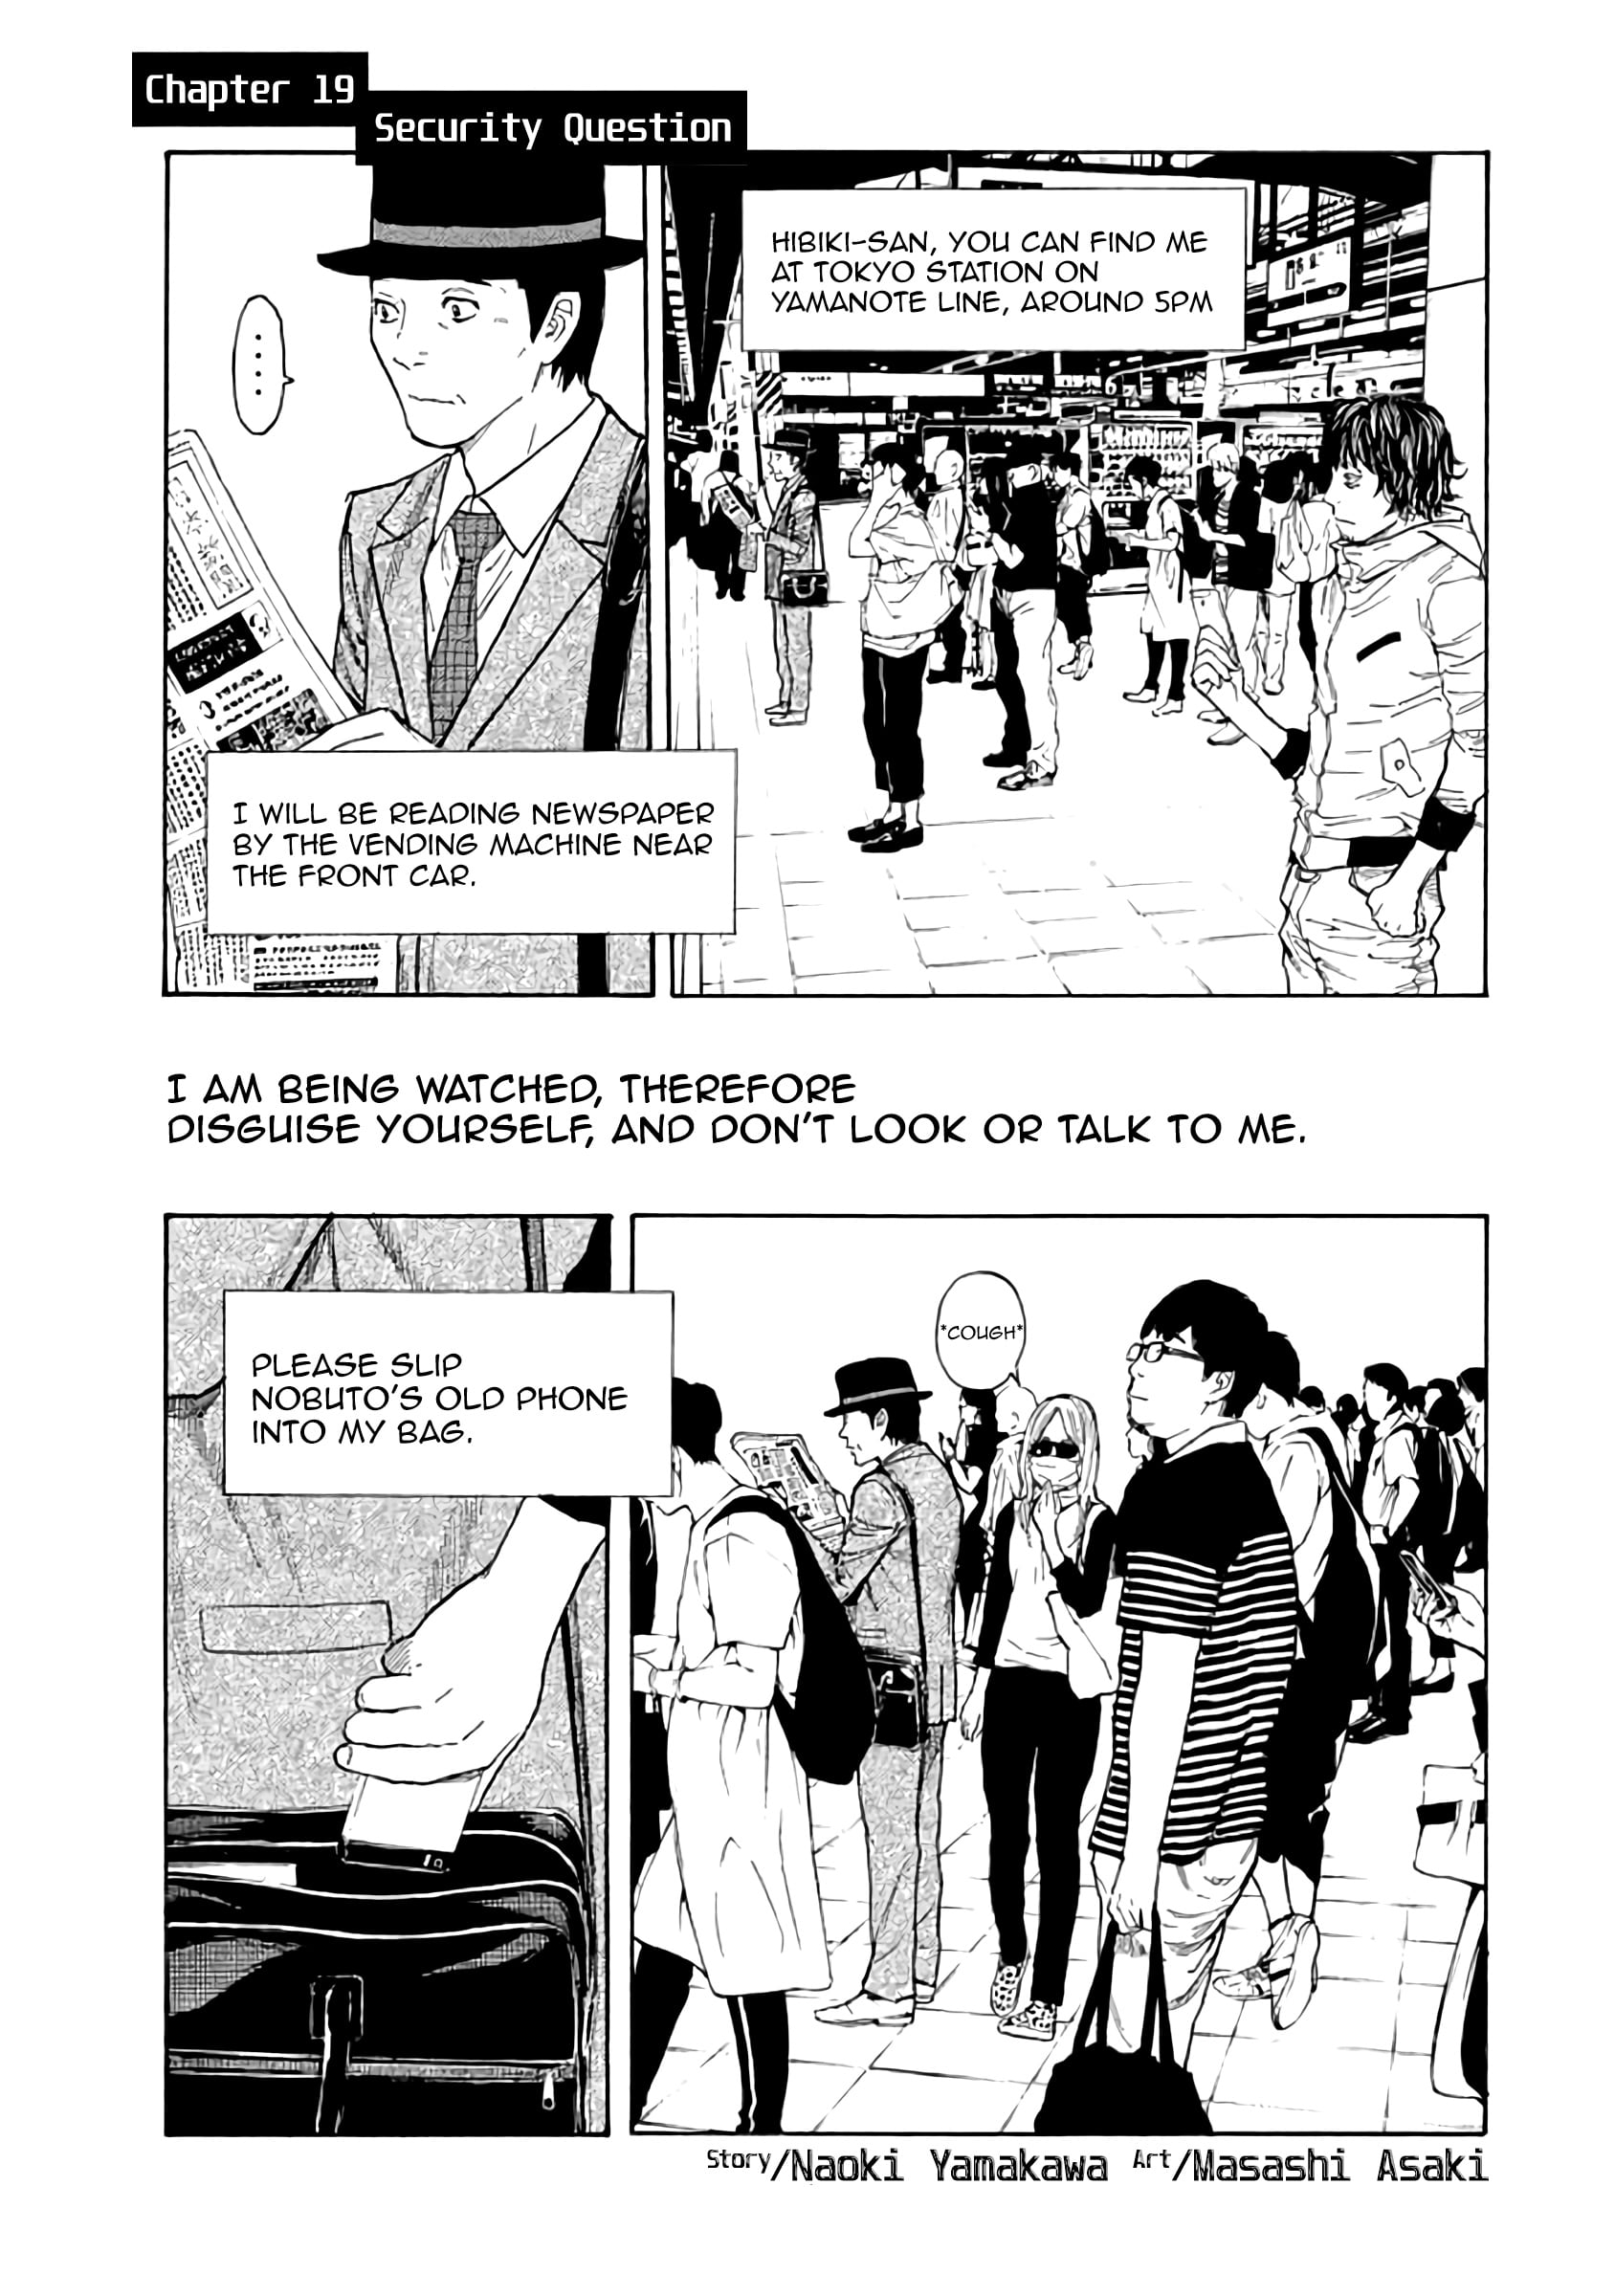 Chapter 19
Security Question
HIBIKI-SAN, YOU CAN FIND ME
AT TOKYO STATION ON
YAMANOTE LINE, AROUND 5PM
.....
I WILL BE READING NEWSPAPER
BY THE VENDING MACHINE NEAR
THE FRONT CAR.
I AM BEING WATCHED, THEREFORE
DISGUISE YOURSELF, AND DON'T LOOK OR TALK TO ME.
*COUGH*
PLEASE SLIP
NOBUTO'S OLD PHONE
INTO MY BAG.
Story/Naoki Yamakawa Art/Masashi Asaki